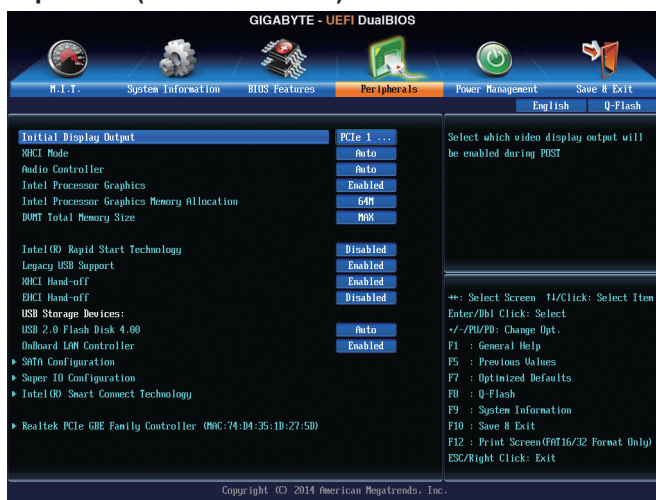 GIGABYTE - UEFI DualBIOS
M.I.T. System Information BIOS Features Peripherals Power Management Save & Exit
English Q-Flash
Initial Display Output PCIe 1 ...
XHCI Mode Auto
Audio Controller Auto
Intel Processor Graphics Enabled
Intel Processor Graphics Memory Allocation 64M
DVMT Total Memory Size MAX
Intel(R) Rapid Start Technology Disabled
Legacy USB Support Enabled
XHCI Hand-off Enabled
EHCI Hand-off Disabled
USB Storage Devices:
USB 2.0 Flash Disk 4.00 Auto
OnBoard LAN Controller Enabled
SATA Configuration
Super IO Configuration
Intel(R) Smart Connect Technology
Realtek PCIe GBE Family Controller (MAC:74:D4:35:1D:27:5D)
Select which video display output will
be enabled during POST
↔: Select Screen ↑↓/Click: Select Item
Enter/Dbl Click: Select
+/-/PU/PD: Change Opt.
F1 : General Help
F5 : Previous Values
F7 : Optimized Defaults
F8 : Q-Flash
F9 : System Information
F10 : Save & Exit
F12 : Print Screen(FAT16/32 Format Only)
ESC/Right Click: Exit
Copyright (C) 2014 American Megatrends, Inc.